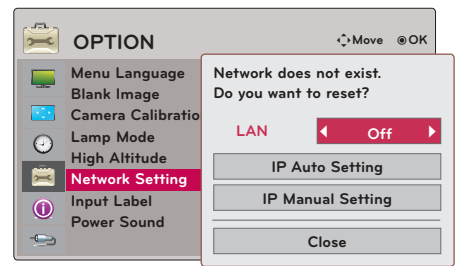 OPTION
Move OK
Menu Language
Blank Image
Camera Calibratio
Lamp Mode
High Altitude
Network Setting
Input Label
Power Sound
Network does not exist.
Do you want to reset?
LAN Off
IP Auto Setting
IP Manual Setting
Close